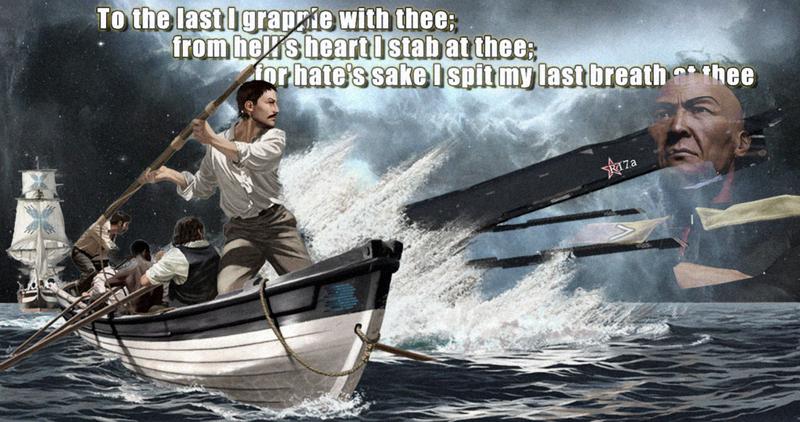 To the last I grapple with thee;
from hell's heart I stab at thee;
for hate's sake I spit my last breath at thee
R17a